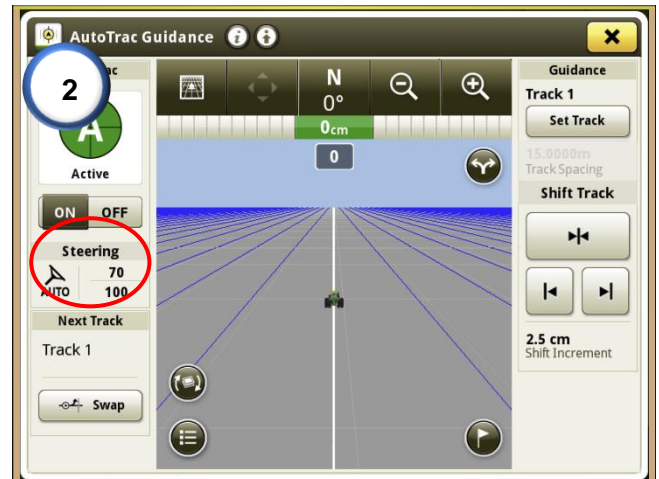 AutoTrac Guidance
2
A
Active
ON OFF
Steering
70
AUTO 100
Next Track
Track 1
Swap
N
0°
0cm
0
Guidance
Track 1
Set Track
15.0000m
Track Spacing
Shift Track
2.5 cm
Shift Increment